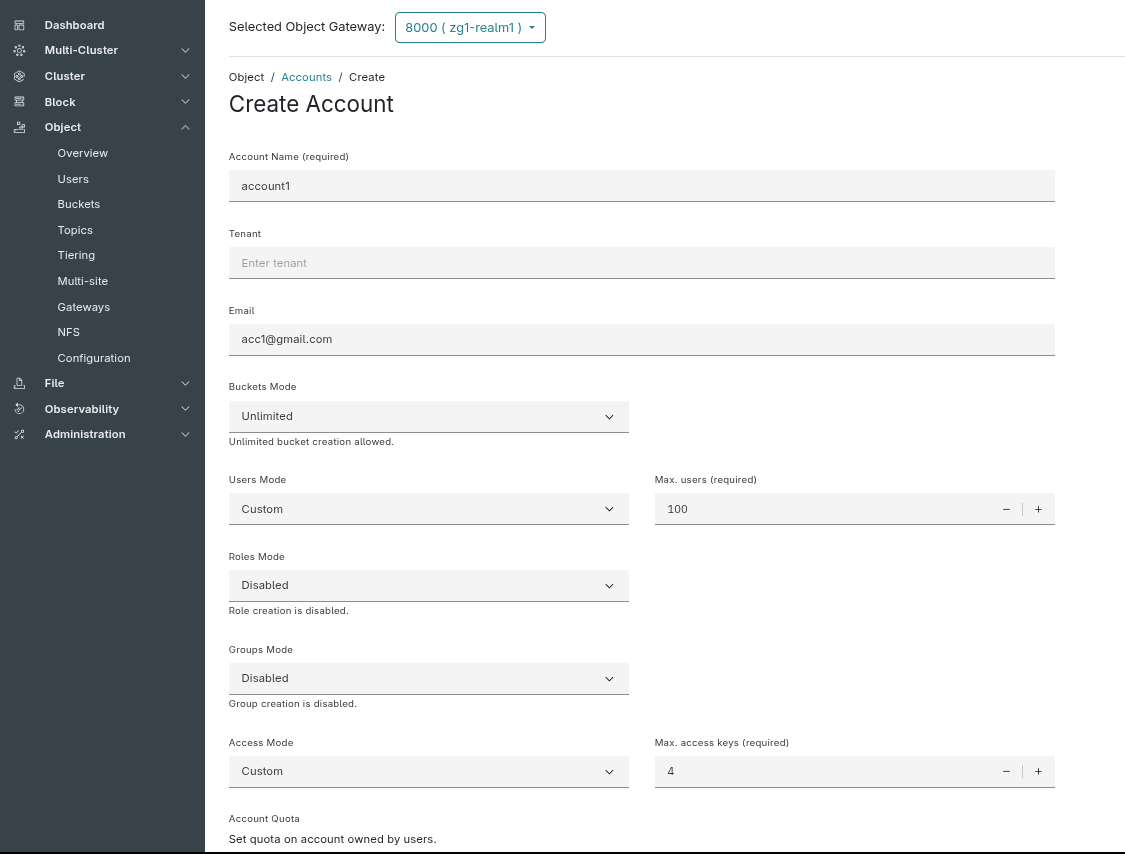 Dashboard
Multi-Cluster
Cluster
Block
Object
Overview
Users
Buckets
Topics
Tiering
Multi-site
Gateways
NFS
Configuration
File
Observability
Administration
Selected Object Gateway: 8000 ( zg1-realm1 )
Object / Accounts / Create
Create Account
Account Name (required)
account1
Tenant
Enter tenant
Email
acc1@gmail.com
Buckets Mode
Unlimited
Unlimited bucket creation allowed.
Users Mode Max. users (required)
Custom 100
Roles Mode
Disabled
Role creation is disabled.
Groups Mode
Disabled
Group creation is disabled.
Access Mode Max. access keys (required)
Custom 4
Account Quota
Set quota on account owned by users.